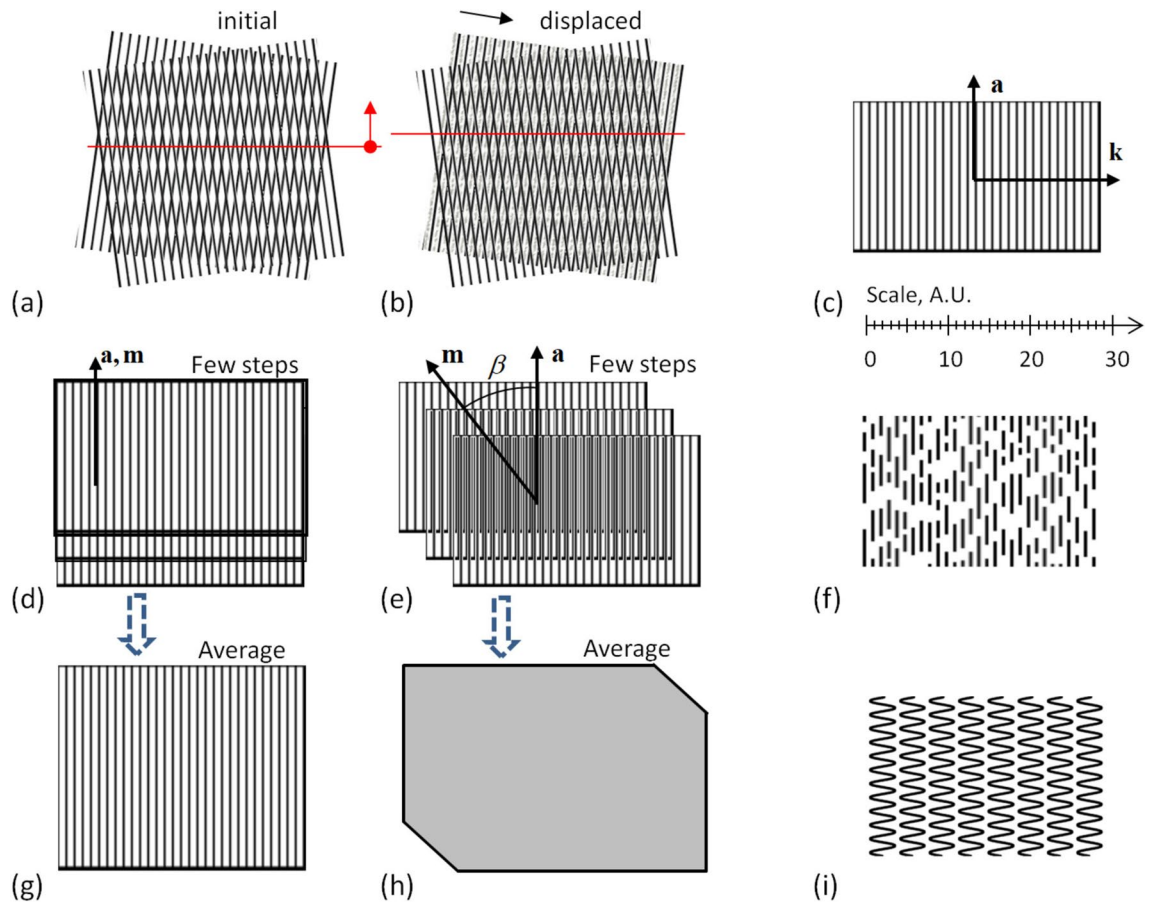 initial
displaced
a
k
(a)
(b)
(c)
Scale, A.U.
0 10 20 30
a, m
Few steps
m
β
a
Few steps
(d)
(e)
(f)
Average
Average
(g)
(h)
(i)